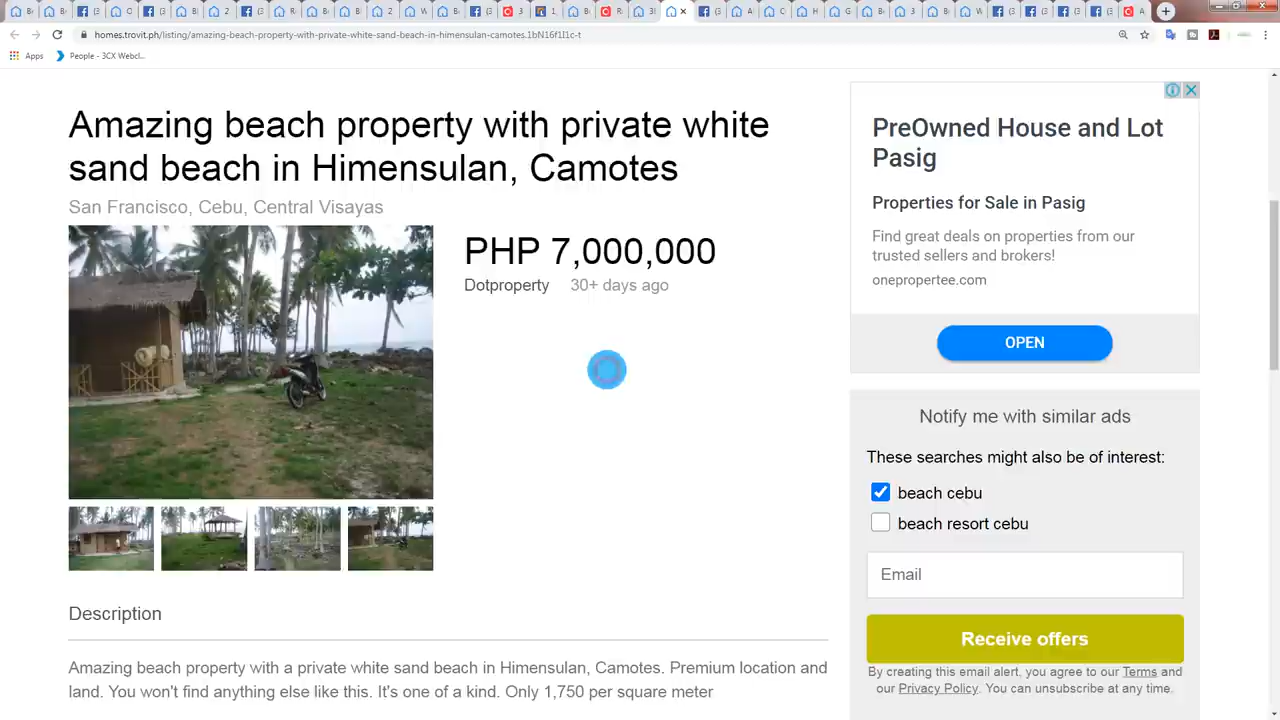 homes.trovit.ph/listing/amazing-beach-property-with-private-white-sand-beach-in-himensulan-camotes.1bN16f1l1c-t
Apps
People - 3CX Webcl...
Amazing beach property with private white
sand beach in Himensulan, Camotes
San Francisco, Cebu, Central Visayas
PHP 7,000,000
Dotproperty 30+ days ago
Description
Amazing beach property with a private white sand beach in Himensulan, Camotes. Premium location and
land. You won't find anything else like this. It's one of a kind. Only 1,750 per square meter
PreOwned House and Lot
Pasig
Properties for Sale in Pasig
Find great deals on properties from our
trusted sellers and brokers!
onepropertee.com
OPEN
Notify me with similar ads
These searches might also be of interest:
beach cebu
beach resort cebu
Email
Receive offers
By creating this email alert, you agree to our Terms and
our Privacy Policy. You can unsubscribe at any time.